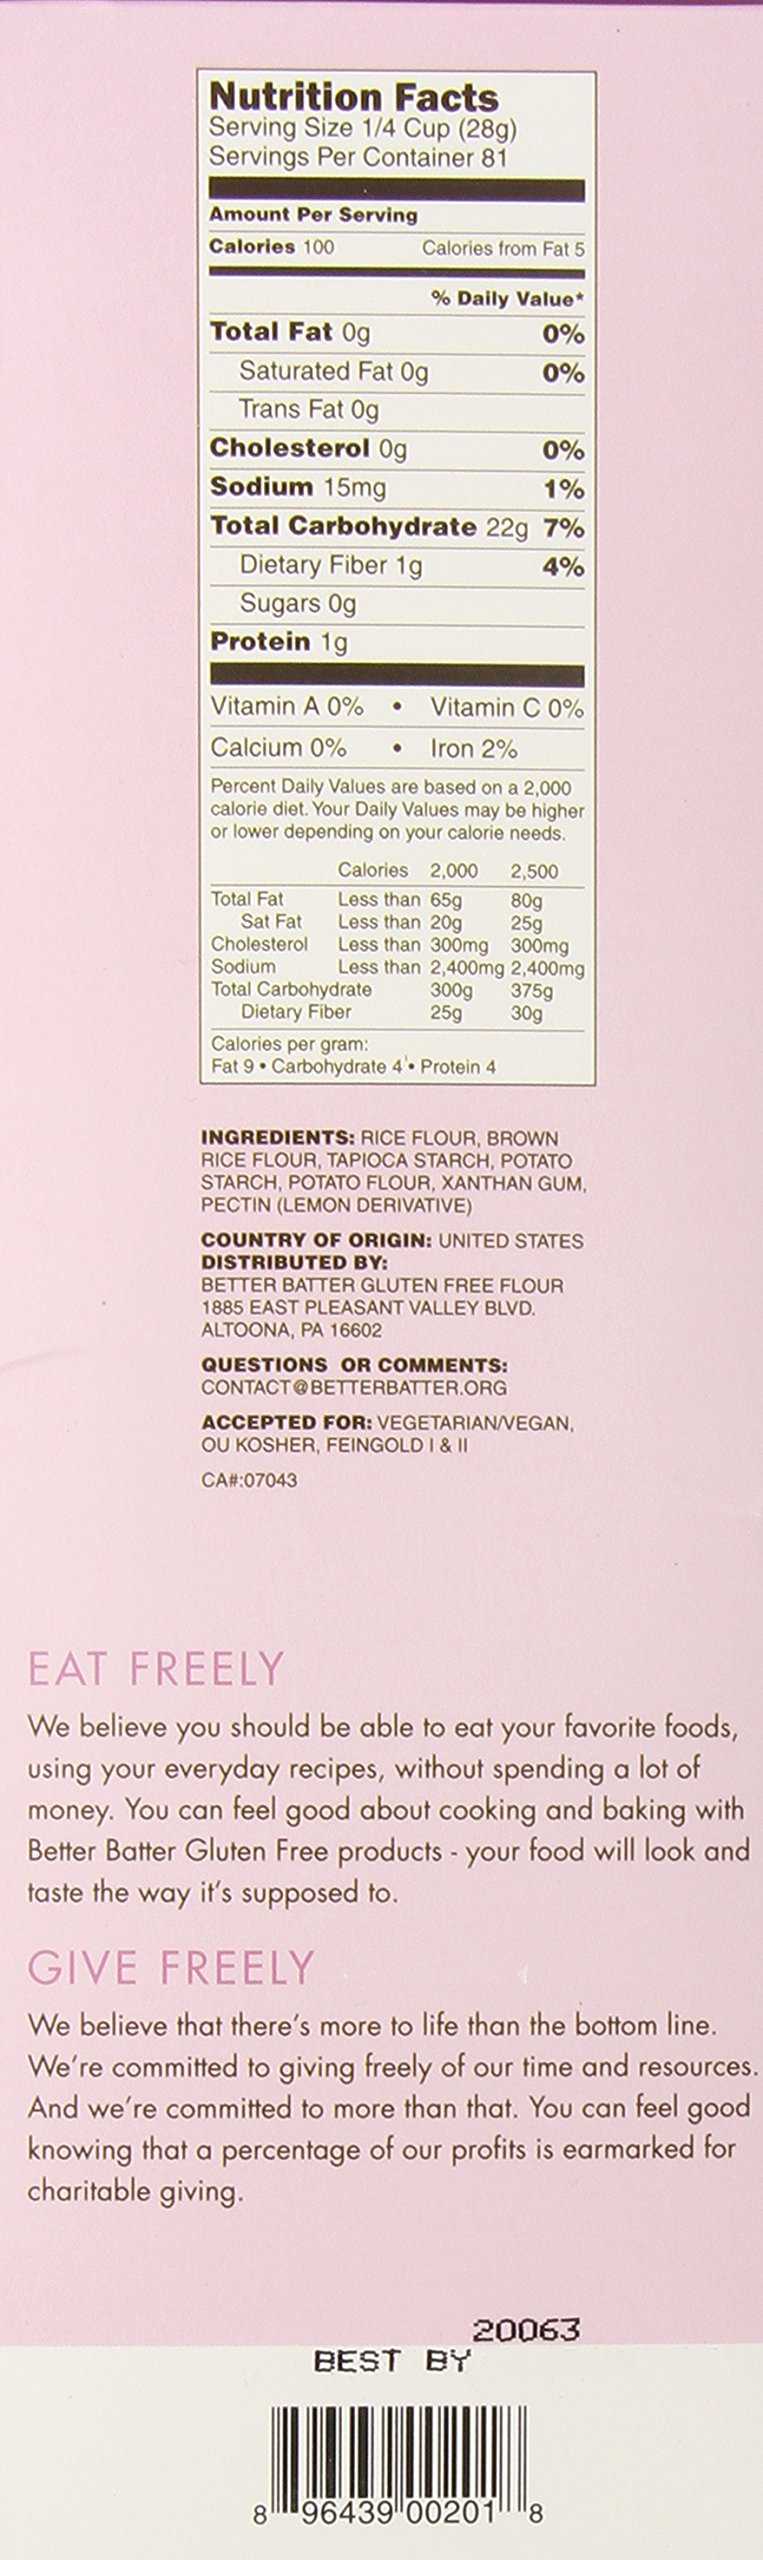 Nutrition Facts
Serving Size 1/4 Cup (28g)
Servings Per Container 81
Amount Per Serving
Calories 100 Calories from Fat 5
% Daily Value*
Total Fat 0g 0%
Saturated Fat 0g 0%
Trans Fat 0g
Cholesterol 0g 0%
Sodium 15mg 1%
Total Carbohydrate 22g 7%
Dietary Fiber 1g 4%
Sugars 0g
Protein 1g
Vitamin A 0% • Vitamin C 0%
Calcium 0% • Iron 2%
Percent Daily Values are based on a 2,000
calorie diet. Your Daily Values may be higher
or lower depending on your calorie needs.
Calories 2,000 2,500
Total Fat Less than 65g 80g
Sat Fat Less than 20g 25g
Cholesterol Less than 300mg 300mg
Sodium Less than 2,400mg 2,400mg
Total Carbohydrate 300g 375g
Dietary Fiber 25g 30g
Calories per gram:
Fat 9 • Carbohydrate 4 • Protein 4
INGREDIENTS: RICE FLOUR, BROWN
RICE FLOUR, TAPIOCA STARCH, POTATO
STARCH, POTATO FLOUR, XANTHAN GUM,
PECTIN (LEMON DERIVATIVE)
COUNTRY OF ORIGIN: UNITED STATES
DISTRIBUTED BY:
BETTER BATTER GLUTEN FREE FLOUR
1885 EAST PLEASANT VALLEY BLVD.
ALTOONA, PA 16602
QUESTIONS OR COMMENTS:
CONTACT@BETTERBATTER.ORG
ACCEPTED FOR: VEGETARIAN/VEGAN,
OU KOSHER, FEINGOLD I & II
CA#:07043
EAT FREELY
We believe you should be able to eat your favorite foods,
using your everyday recipes, without spending a lot of
money. You can feel good about cooking and baking with
Better Batter Gluten Free products - your food will look and
taste the way it's supposed to.
GIVE FREELY
We believe that there's more to life than the bottom line.
We're committed to giving freely of our time and resources.
And we're committed to more than that. You can feel good
knowing that a percentage of our profits is earmarked for
charitable giving.
20063
BEST BY
8 96439 00201 8